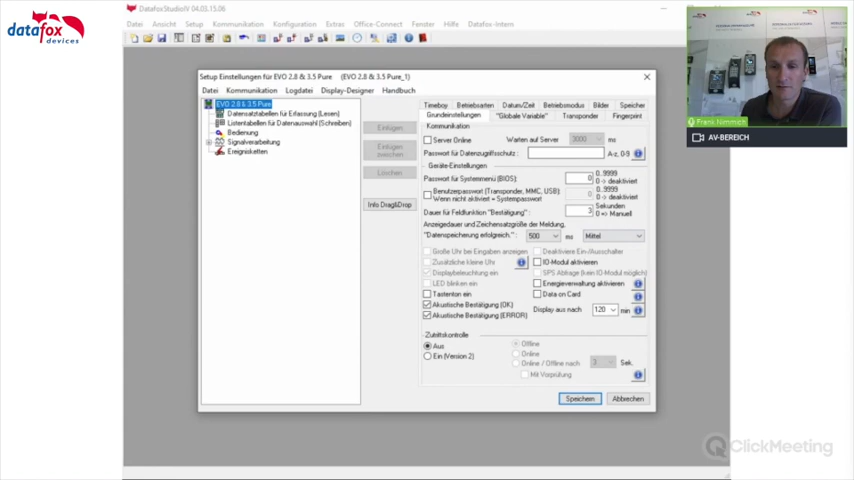 datafox
devices
DatafoxStudioIV 04.03.15.06
Datei Ansicht Setup Kommunikation Konfiguration Extras Office-Connect Fenster Hilfe Datafox-Intern
Setup Einstellungen für EVO 2.8 & 3.5 Pure (EVO 2.8 & 3.5 Pure_1)
Datei Kommunikation Logdatei Display-Designer Handbuch
EVO 2.8 & 3.5 Pure
Datensatztabellen für Erfassung (Lesen)
Listentabellen für Datenauswahl (Schreiben)
Bedienung
Signalverarbeitung
Ereignisketten
Einfügen
Einfügen
zwischen
Löschen
Info Drag&Drop
Timeboy Betriebsarten Datum/Zeit Betriebsmodus Bilder Speicher
Grundeinstellungen "Globale Variable" Transponder Fingerprint
Kommunikation
Server Online Warten auf Server 3000 ms
Passwort für Datenzugriffsschutz: A-z, 0-9
Geräte-Einstellungen
Passwort für Systemmenü (BIOS): 0 0..9999
0 -> deaktiviert
Benutzerpasswort (Transponder, MMC, USB):
Wenn nicht aktiviert = Systempasswort
0 0..9999
0 -> deaktiviert
Dauer für Feldfunktion "Bestätigung": 3 Sekunden
0 => Manuell
Anzeigedauer und Zeichensatzgröße der Meldung,
"Datenspeicherung erfolgreich.": 500 ms Mittel
Große Uhr bei Eingaben anzeigen Deaktiviere Ein-/Ausschalter
Zusätzliche kleine Uhr IO-Modul aktivieren
Displaybeleuchtung ein SPS Abfrage (kein IO-Modul möglich)
LED blinken ein Energieverwaltung aktivieren
Tastenton ein Data on Card
Akustische Bestätigung (OK) Display aus nach 120 min
Akustische Bestätigung (ERROR)
Zutrittskontrolle
Aus Offline
Ein (Version 2) Online
Online / Offline nach 3 Sek.
Mit Vorprüfung
Speichern Abbrechen
Frank Nimmich
AV-BEREICH
ClickMeeting